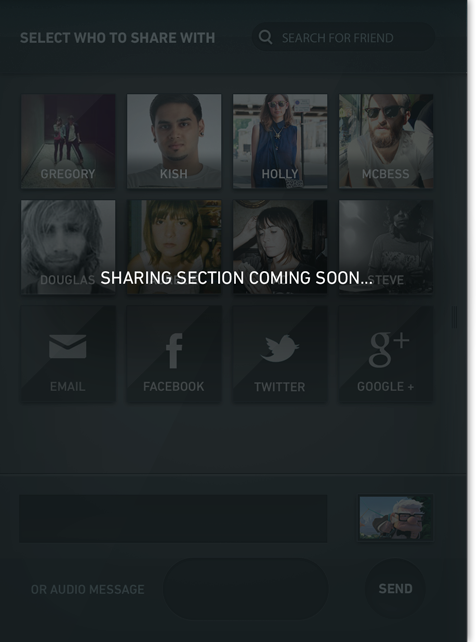 SELECT WHO TO SHARE WITH
SEARCH FOR FRIEND
GREGORY
KISH
HOLLY
MCBESS
DOUGLAS
STEVE
SHARING SECTION COMING SOON...
EMAIL
FACEBOOK
TWITTER
GOOGLE +
OR AUDIO MESSAGE
SEND